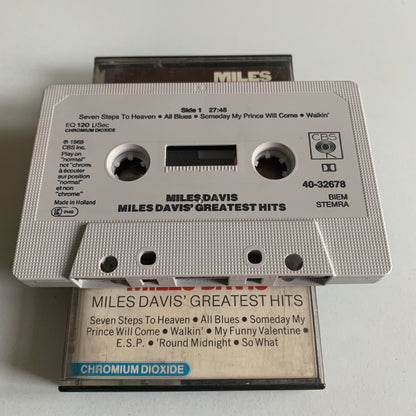 MILES
Side 1 27:48
Seven Steps To Heaven • All Blues • Someday My Prince Will Come • Walkin'
EQ 120 µSec
CHROMIUM DIOXIDE
℗ 1969
CBS Inc.
Play on
"normal"
not "chrom."
à écouter
sur position
"normal"
et non
"chrome"
Made in Holland
CBS
40-32678
BIEM
STEMRA
MILES DAVIS
MILES DAVIS' GREATEST HITS
MILES DAVIS
MILES DAVIS' GREATEST HITS
Seven Steps To Heaven • All Blues • Someday My
Prince Will Come • Walkin' • My Funny Valentine •
E.S.P. • 'Round Midnight • So What
CHROMIUM DIOXIDE